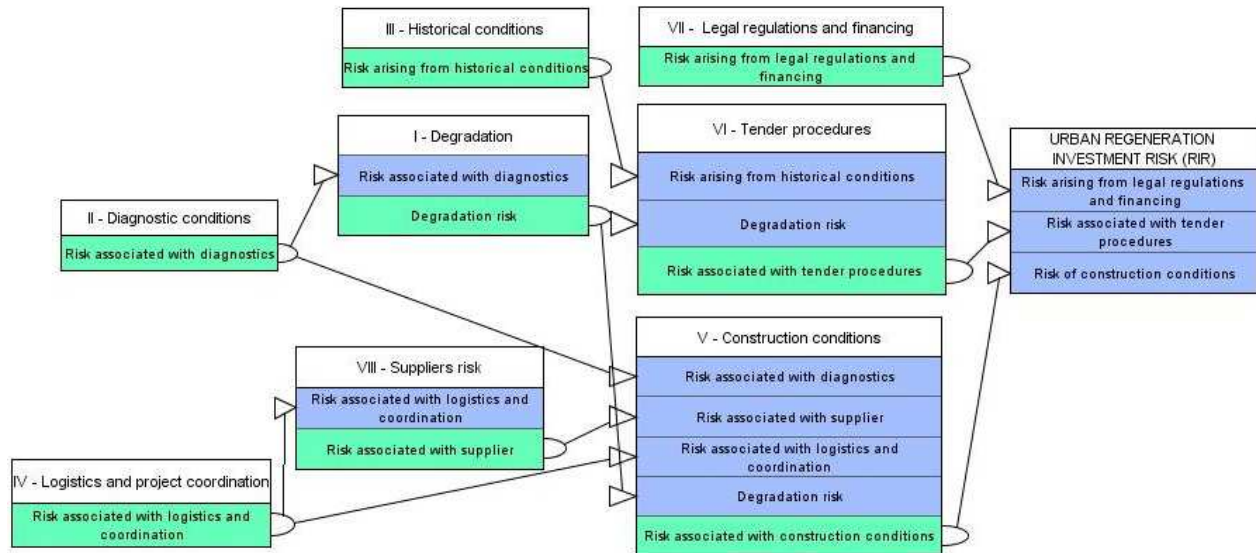 III - Historical conditions
Risk arising from historical conditions
VII - Legal regulations and financing
Risk arising from legal regulations and
financing
I - Degradation
Risk associated with diagnostics
Degradation risk
VI - Tender procedures
Risk arising from historical conditions
Degradation risk
Risk associated with tender procedures
URBAN REGENERATION
INVESTMENT RISK (RIR)
Risk arising from legal regulations
and financing
Risk associated with tender
procedures
Risk of construction conditions
II - Diagnostic conditions
Risk associated with diagnostics
V - Construction conditions
Risk associated with diagnostics
Risk associated with supplier
Risk associated with logistics and
coordination
Degradation risk
Risk associated with construction conditions
VIII - Suppliers risk
Risk associated with logistics and
coordination
Risk associated with supplier
IV - Logistics and project coordination
Risk associated with logistics and
coordination